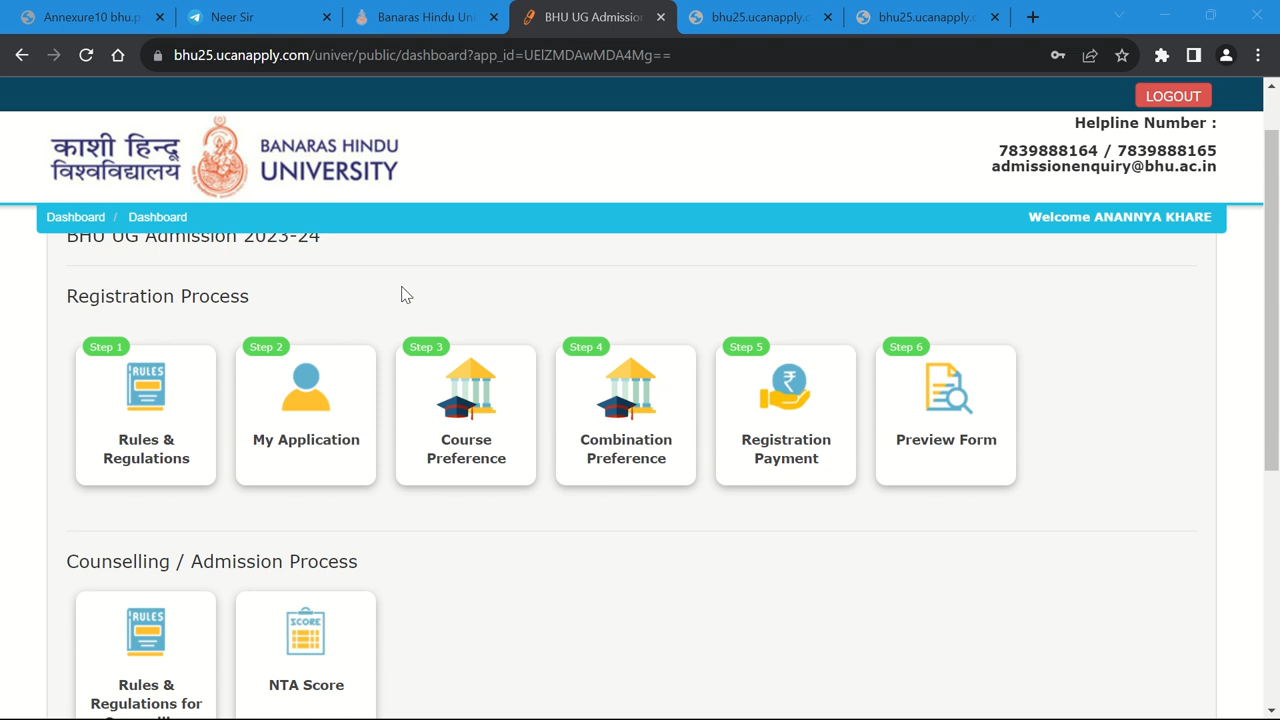 Annexure10 bhu.p
Neer Sir
Banaras Hindu Uni
BHU UG Admission
bhu25.ucanapply.c
bhu25.ucanapply.c
bhu25.ucanapply.com/univer/public/dashboard?app_id=UElZMDAwMDA4Mg==
LOGOUT
काशी हिन्दू
विश्वविद्यालय
BANARAS HINDU
UNIVERSITY
Helpline Number :
7839888164 / 7839888165
admissionenquiry@bhu.ac.in
Dashboard / Dashboard
Welcome ANANNYA KHARE
BHU UG Admission 2023-24
Registration Process
Step 1
Step 2
Step 3
Step 4
Step 5
Step 6
RULES
Rules &
Regulations
My Application
Course
Preference
Combination
Preference
₹
Registration
Payment
Preview Form
Counselling / Admission Process
RULES
Rules &
Regulations for
SCORE
NTA Score